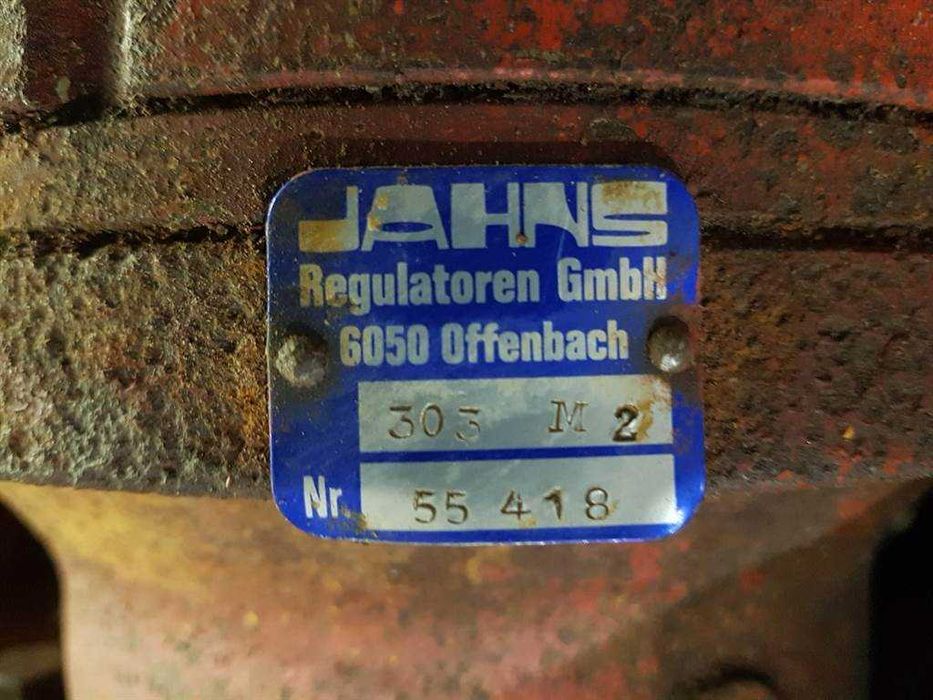 JAHNS
Regulatoren GmbH
6050 Offenbach
303 M 2
Nr. 55 418